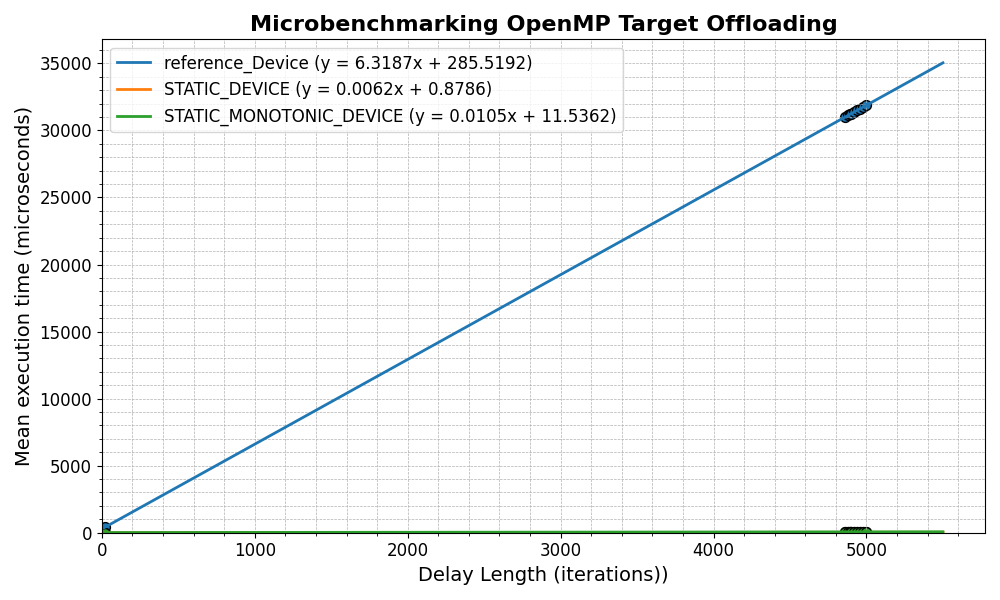 Microbenchmarking OpenMP Target Offloading
reference_Device (y = 6.3187x + 285.5192)
STATIC_DEVICE (y = 0.0062x + 0.8786)
STATIC_MONOTONIC_DEVICE (y = 0.0105x + 11.5362)
Mean execution time (microseconds)
35000
30000
25000
20000
15000
10000
5000
0
0 1000 2000 3000 4000 5000
Delay Length (iterations))